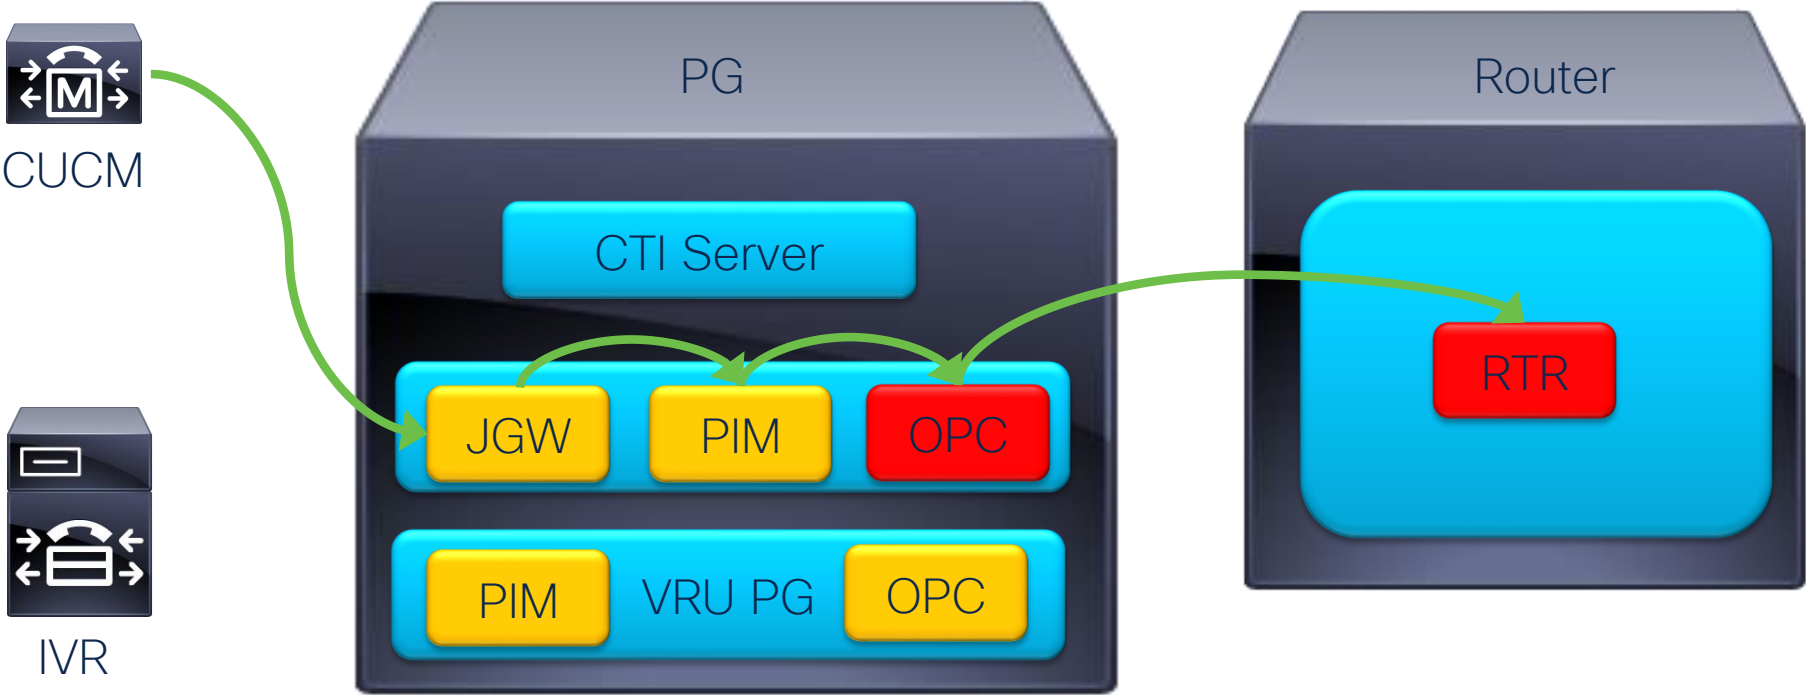 PG
Router
M
CUCM
CTI Server
JGW
PIM
OPC
RTR
PIM
VRU PG
OPC
IVR